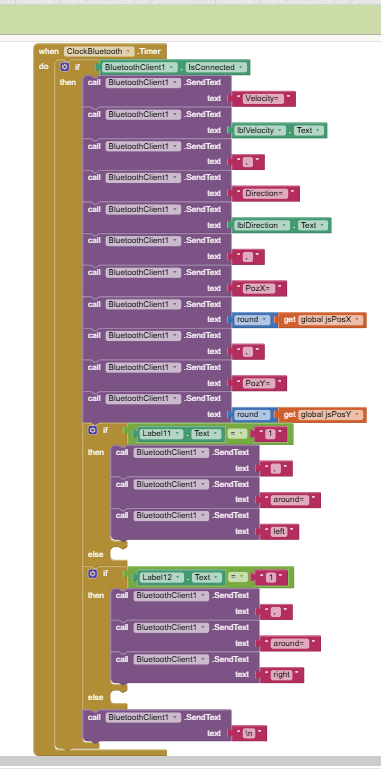 when ClockBluetooth .Timer
do if BluetoothClient1 . IsConnected
then call BluetoothClient1 .SendText
text " Velocity= "
call BluetoothClient1 .SendText
text lblVelocity . Text
call BluetoothClient1 .SendText
text " , "
call BluetoothClient1 .SendText
text " Direction= "
call BluetoothClient1 .SendText
text lblDirection . Text
call BluetoothClient1 .SendText
text " , "
call BluetoothClient1 .SendText
text " PozX= "
call BluetoothClient1 .SendText
text round get global jsPosX
call BluetoothClient1 .SendText
text " , "
call BluetoothClient1 .SendText
text " PozY= "
call BluetoothClient1 .SendText
text round get global jsPosY
if Label11 . Text = " 1 "
then call BluetoothClient1 .SendText
text " , "
call BluetoothClient1 .SendText
text " around= "
call BluetoothClient1 .SendText
text " left "
else
if Label12 . Text = " 1 "
then call BluetoothClient1 .SendText
text " , "
call BluetoothClient1 .SendText
text " around= "
call BluetoothClient1 .SendText
text " right "
else
call BluetoothClient1 .SendText
text " \n "